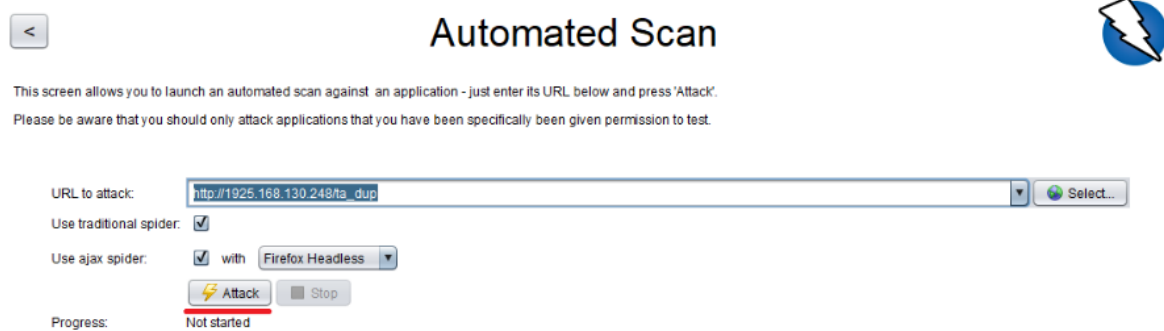 <
Automated Scan
This screen allows you to launch an automated scan against an application - just enter its URL below and press 'Attack'.
Please be aware that you should only attack applications that you have been specifically been given permission to test.
URL to attack: http://1925.168.130.248/ta_dup Select...
Use traditional spider:
Use ajax spider: with Firefox Headless
Attack Stop
Progress: Not started